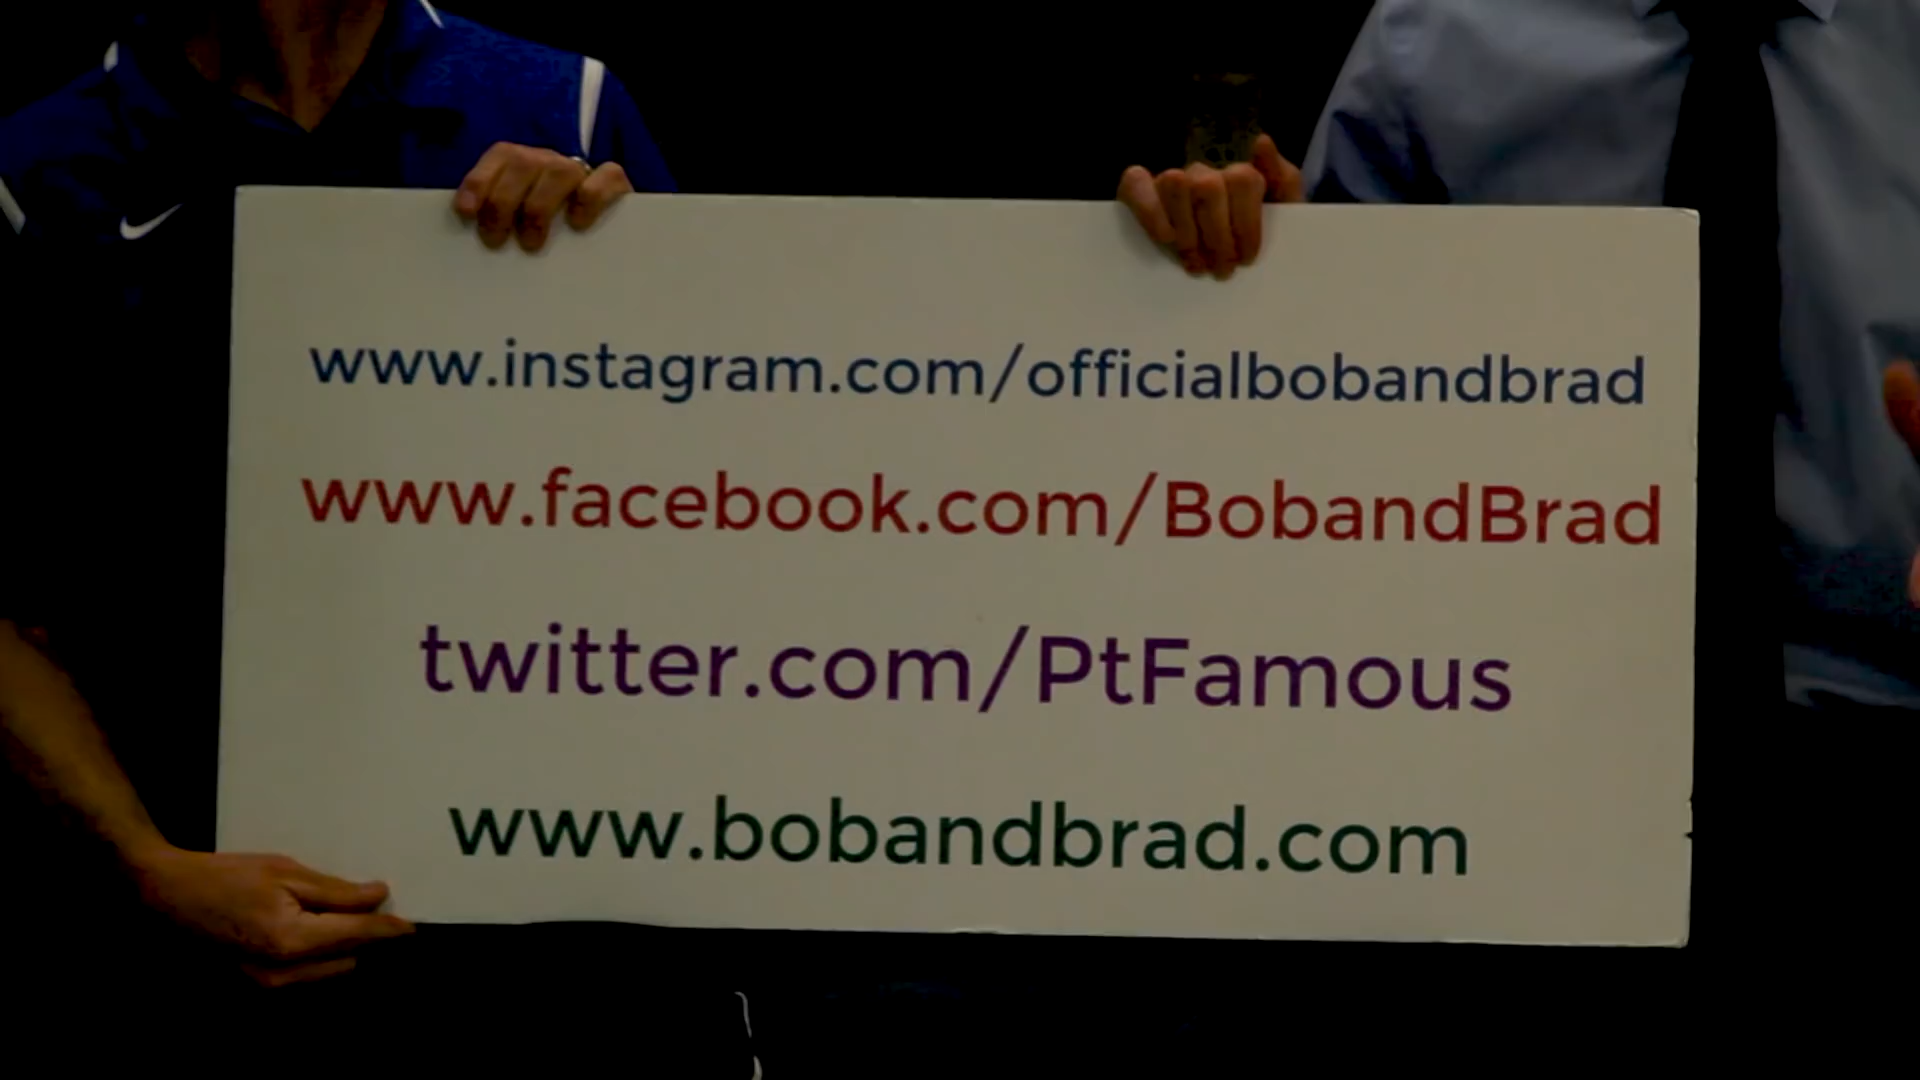 www.instagram.com/officialbobandbrad
www.facebook.com/BobandBrad
twitter.com/PtFamous
www.bobandbrad.com